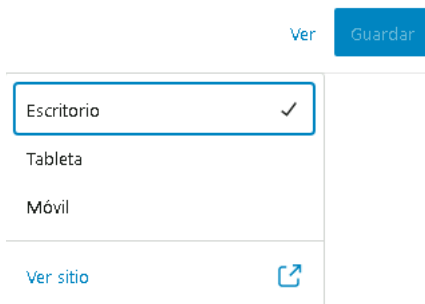 Ver Guardar
Escritorio
Tableta
Móvil
Ver sitio